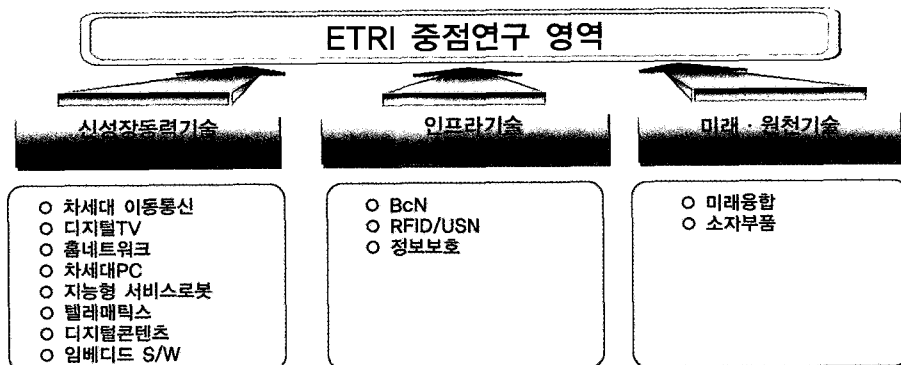 ETRI 중점연구 영역
신성장동력기술
인프라기술
미래·원천기술
○ 차세대 이동통신
○ 디지털TV
○ 홈네트워크
○ 차세대PC
○ 지능형 서비스로봇
○ 텔레매틱스
○ 디지털콘텐츠
○ 임베디드 S/W
○ BcN
○ RFID/USN
○ 정보보호
○ 미래융합
○ 소자부품